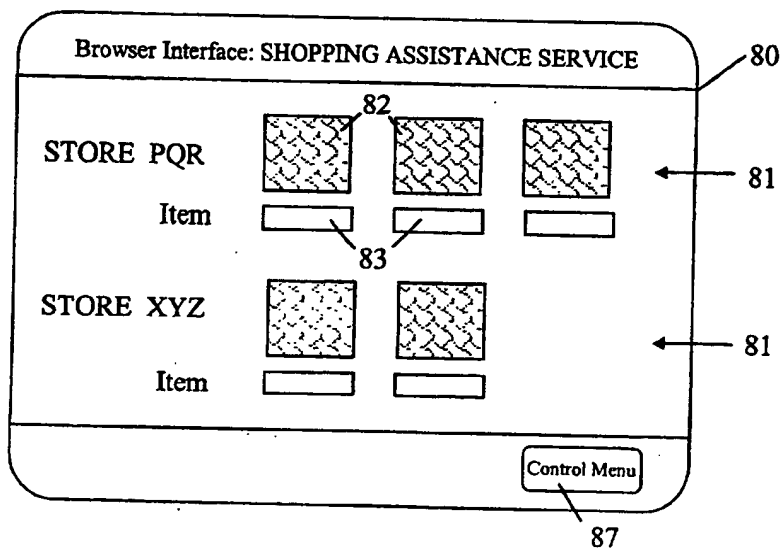 Browser Interface: SHOPPING ASSISTANCE SERVICE
80
82
STORE PQR
81
Item
83
STORE XYZ
81
Item
Control Menu
87